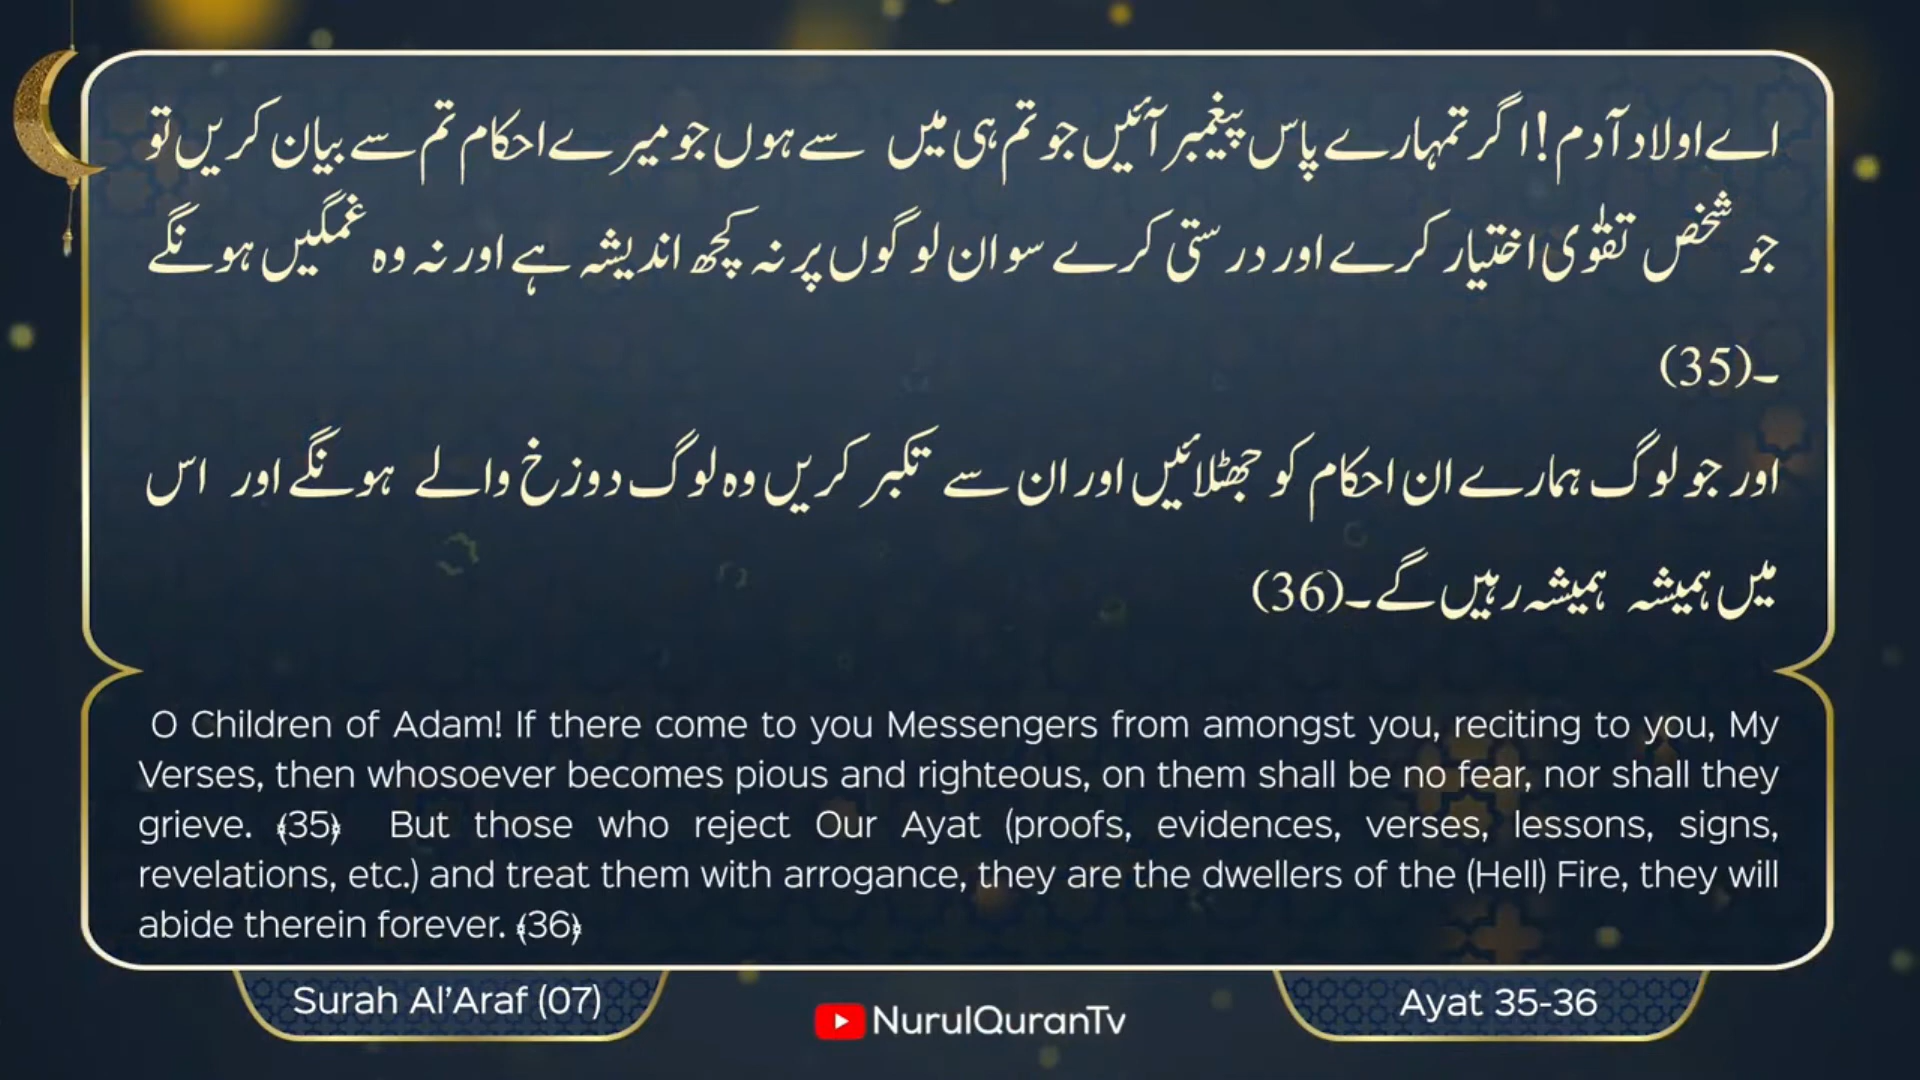 اے اولاد آدم! اگر تمہارے پاس پیغمبر آئیں جو تم ہی میں سے ہوں جو میرے احکام تم سے بیان کریں تو
جو شخص تقوٰی اختیار کرے اور درستی کرے سو ان لوگوں پر نہ کچھ اندیشہ ہے اور نہ وہ غمگیں ہونگے
۔(35)
اور جو لوگ ہمارے ان احکام کو جھٹلائیں اور ان سے تکبر کریں وہ لوگ دوزخ والے ہونگے اور اس
میں ہمیشہ ہمیشہ رہیں گے۔(36)
O Children of Adam! If there come to you Messengers from amongst you, reciting to you, My
Verses, then whosoever becomes pious and righteous, on them shall be no fear, nor shall they
grieve. ﴾35﴿ But those who reject Our Ayat (proofs, evidences, verses, lessons, signs,
revelations, etc.) and treat them with arrogance, they are the dwellers of the (Hell) Fire, they will
abide therein forever. ﴾36﴿
Surah Al’Araf (07)
NurulQuranTv
Ayat 35-36